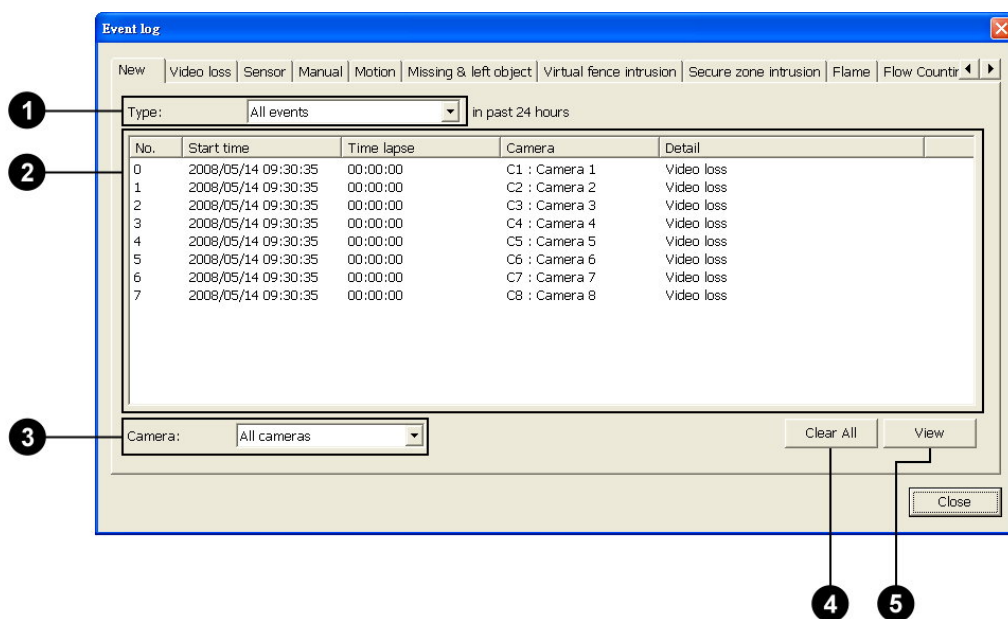 Event log
New Video loss Sensor Manual Motion Missing & left object Virtual fence intrusion Secure zone intrusion Flame Flow Countin
1 Type: All events in past 24 hours
2
No. Start time Time lapse Camera Detail
0 2008/05/14 09:30:35 00:00:00 C1 : Camera 1 Video loss
1 2008/05/14 09:30:35 00:00:00 C2 : Camera 2 Video loss
2 2008/05/14 09:30:35 00:00:00 C3 : Camera 3 Video loss
3 2008/05/14 09:30:35 00:00:00 C4 : Camera 4 Video loss
4 2008/05/14 09:30:35 00:00:00 C5 : Camera 5 Video loss
5 2008/05/14 09:30:35 00:00:00 C6 : Camera 6 Video loss
6 2008/05/14 09:30:35 00:00:00 C7 : Camera 7 Video loss
7 2008/05/14 09:30:35 00:00:00 C8 : Camera 8 Video loss
3 Camera: All cameras Clear All View
Close
4 5